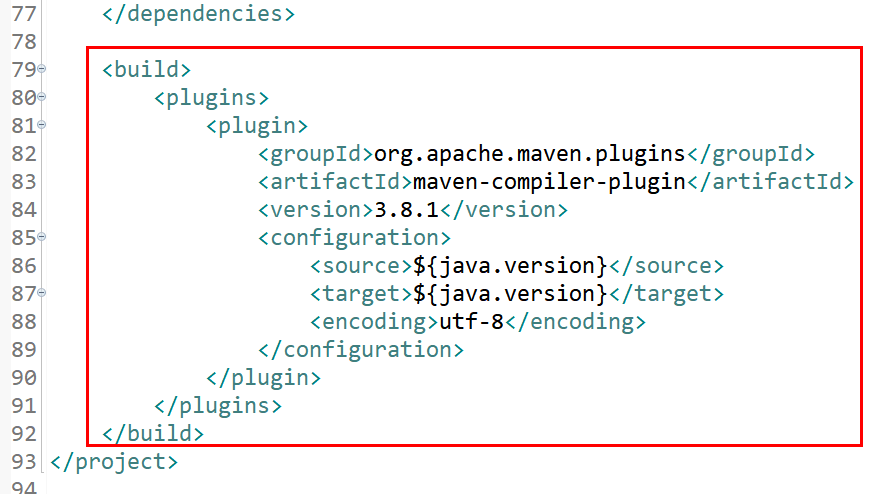 77     </dependencies>
78
79     <build>
80         <plugins>
81             <plugin>
82                 <groupId>org.apache.maven.plugins</groupId>
83                 <artifactId>maven-compiler-plugin</artifactId>
84                 <version>3.8.1</version>
85                 <configuration>
86                     <source>${java.version}</source>
87                     <target>${java.version}</target>
88                     <encoding>utf-8</encoding>
89                 </configuration>
90             </plugin>
91         </plugins>
92     </build>
93 </project>
94